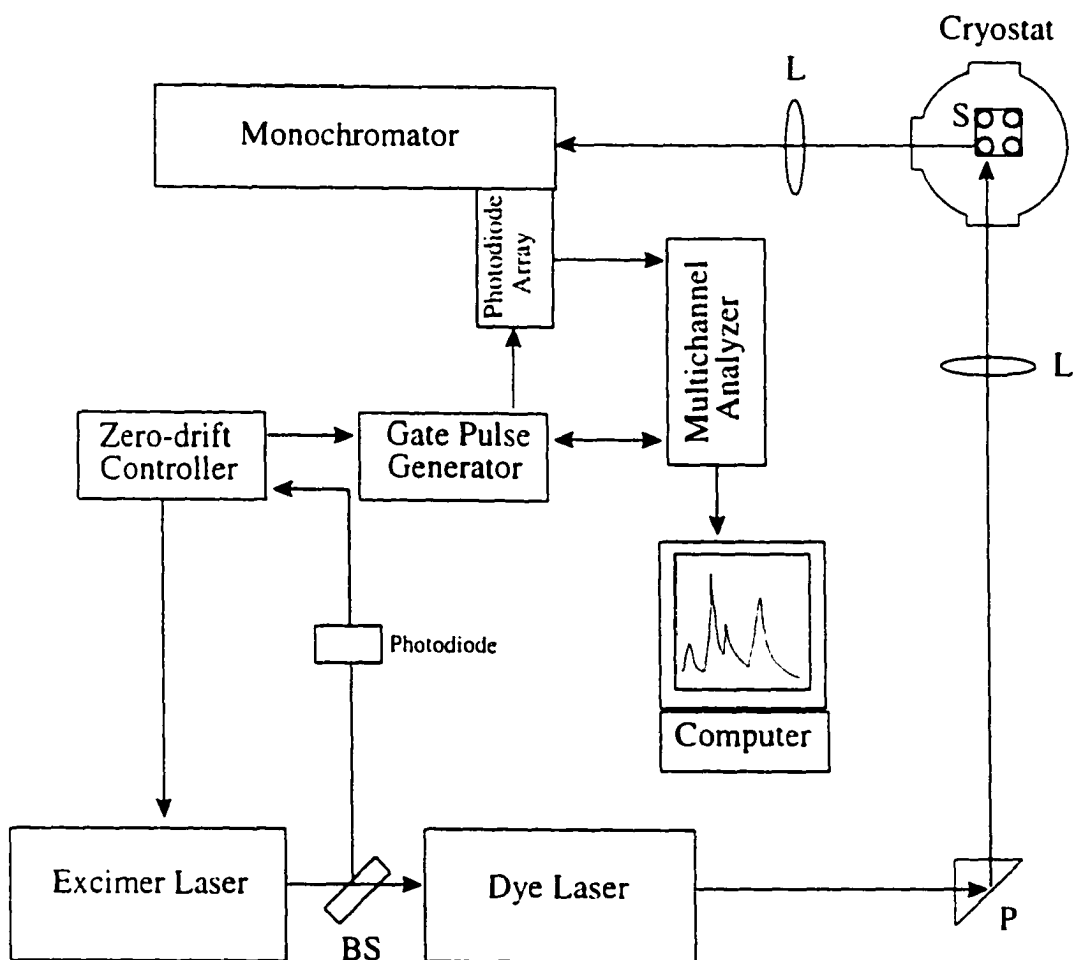 Cryostat
L
S
Monochromator
Photodiode
Array
Multichannel
Analyzer
L
Zero-drift
Controller
Gate Pulse
Generator
Photodiode
Computer
Excimer Laser
Dye Laser
P
BS